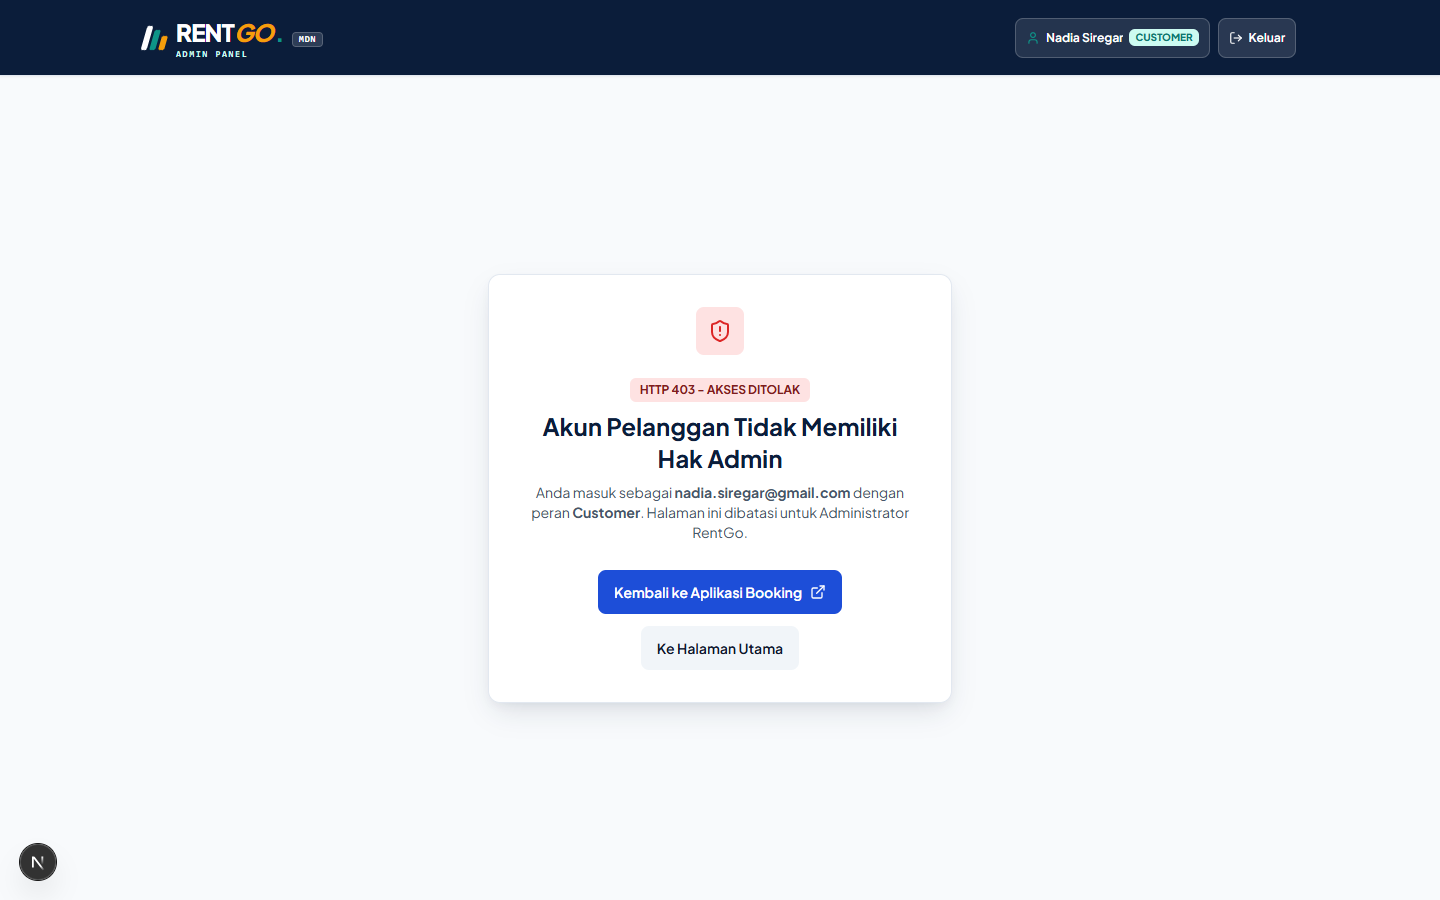 RENTGO.
MDN
ADMIN PANEL
Nadia Siregar
CUSTOMER
Keluar
HTTP 403 – AKSES DITOLAK
Akun Pelanggan Tidak Memiliki
Hak Admin
Anda masuk sebagai nadia.siregar@gmail.com dengan
peran Customer. Halaman ini dibatasi untuk Administrator
RentGo.
Kembali ke Aplikasi Booking
Ke Halaman Utama
N